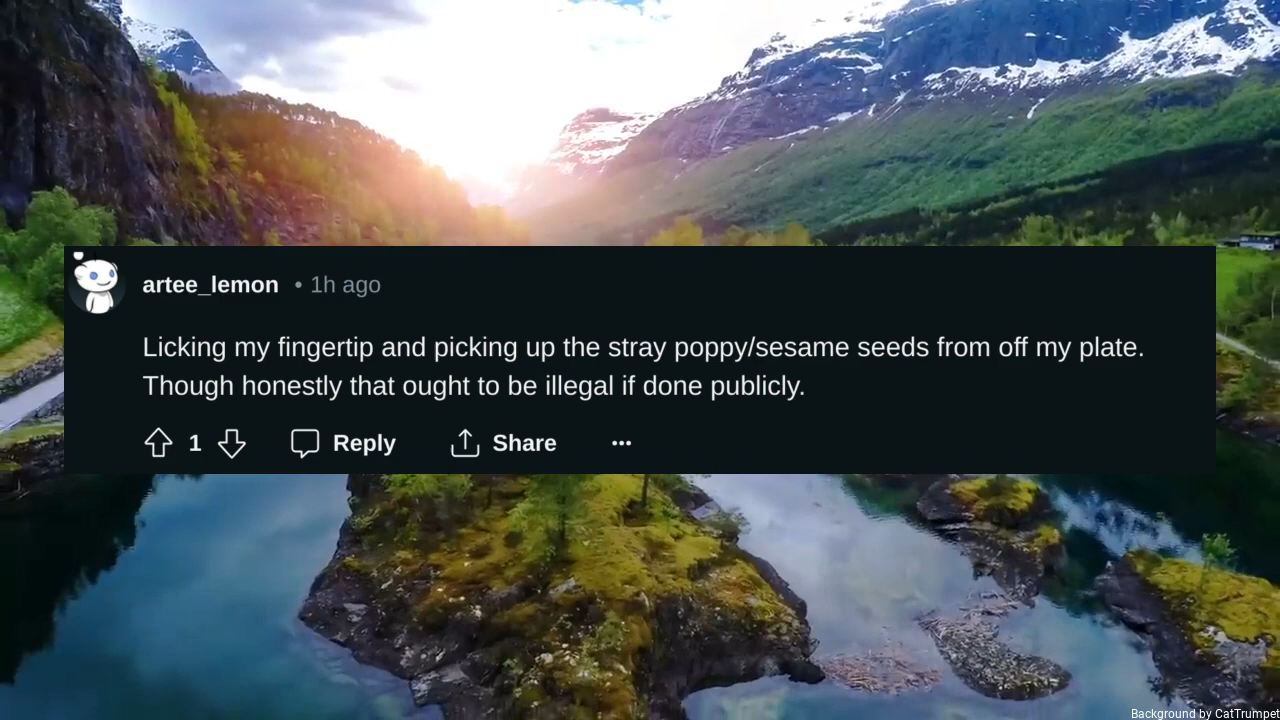 artee_lemon • 1h ago
Licking my fingertip and picking up the stray poppy/sesame seeds from off my plate.
Though honestly that ought to be illegal if done publicly.
1 Reply Share ···
Background by CatTrumpet